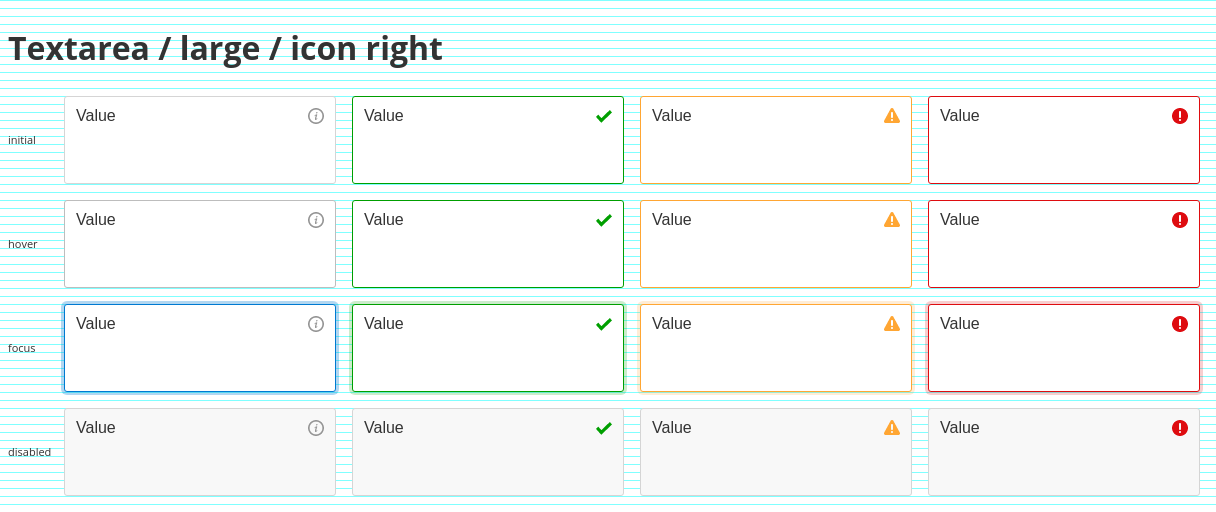 Textarea / large / icon right
initial Value Value Value Value
hover Value Value Value Value
focus Value Value Value Value
disabled Value Value Value Value